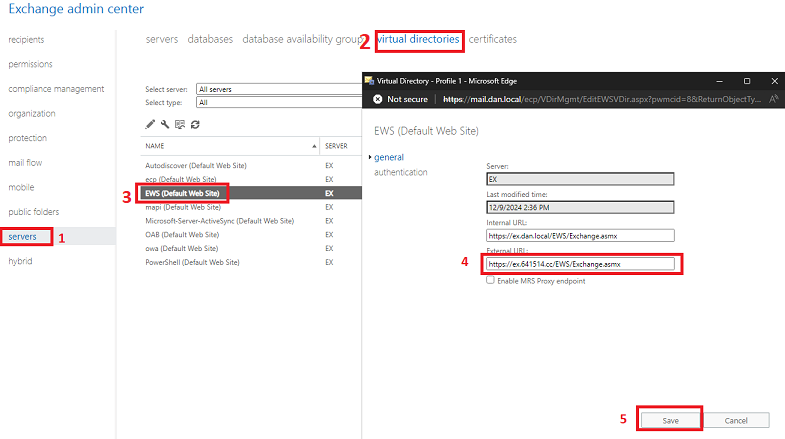 Exchange admin center
recipients
permissions
compliance management
organization
protection
mail flow
mobile
public folders
servers 1
hybrid
servers databases database availability group 2 virtual directories certificates
Select server: All servers
Select type: All
NAME SERVER
Autodiscover (Default Web Site) EX
ecp (Default Web Site) EX
3 EWS (Default Web Site) EX
mapi (Default Web Site) EX
Microsoft-Server-ActiveSync (Default Web Site) EX
OAB (Default Web Site) EX
owa (Default Web Site) EX
PowerShell (Default Web Site) EX
Virtual Directory - Profile 1 - Microsoft Edge
Not secure https://mail.dan.local/ecp/VDirMgmt/EditEWSVDir.aspx?pwmcid=8&ReturnObjectTy...
EWS (Default Web Site)
general
authentication
Server:
EX
Last modified time:
12/9/2024 2:36 PM
Internal URL:
https://ex.dan.local/EWS/Exchange.asmx
External URL:
4 https://ex.641514.cc/EWS/Exchange.asmx
Enable MRS Proxy endpoint
5 Save Cancel